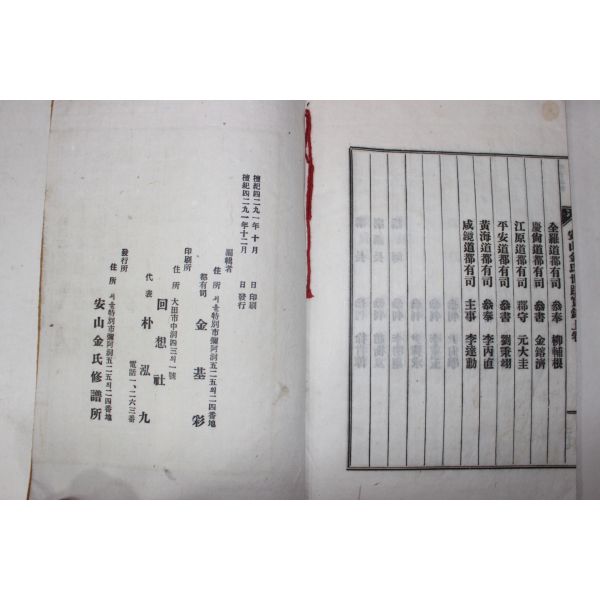 全羅道都有司 參奉 柳輔根
慶尙道都有司 參書 金鎔濟
江原道都有司 郡守 元大圭
平安道都有司 參書 劉秉翊
黃海道都有司 參奉 李丙直
咸鏡道都有司 主事 李達勳
檀紀四二九一年十月 日 印刷
檀紀四二九一年十二月 日 發行
編輯者
住所 서울特別市彌阿洞五二五의二四番地
都有司 金基彩
印刷所
住所 大田市中洞四三의一號
回想社
代表 朴泓九
電話一、二六三番
發行所
住所 서울特別市彌阿洞五二五의二四番地
安山金氏修譜所